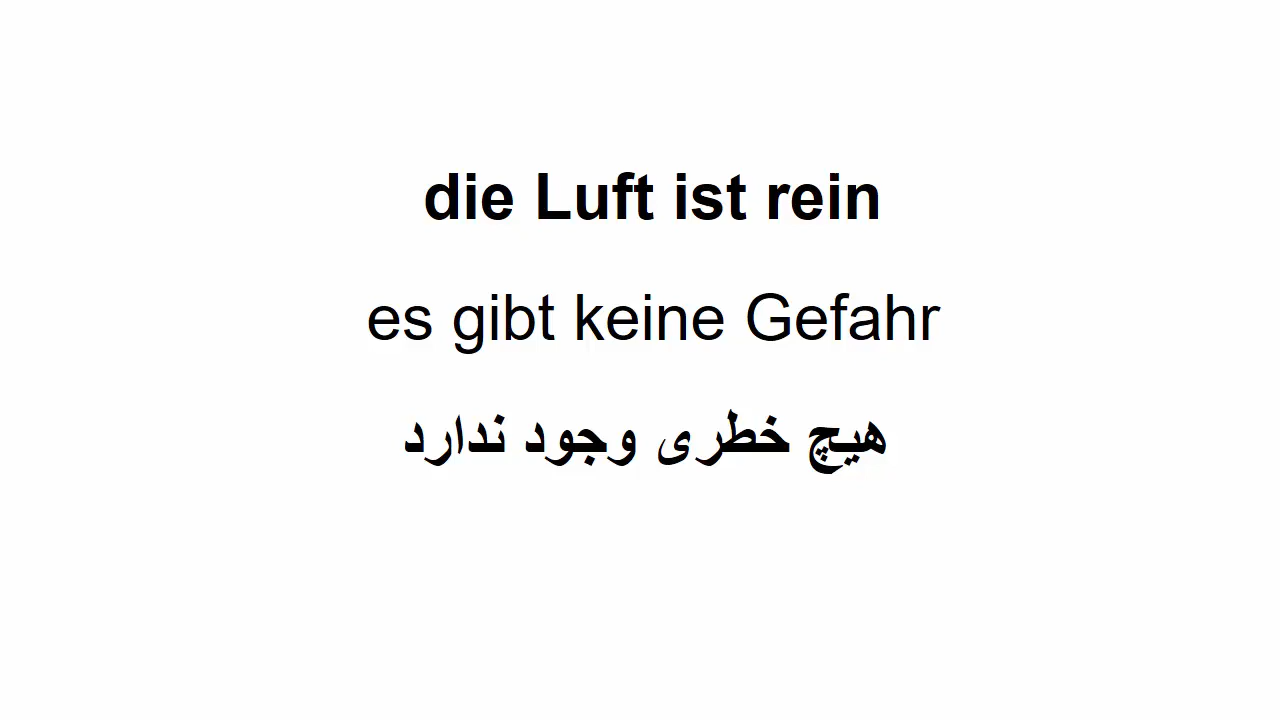 die Luft ist rein
es gibt keine Gefahr
هیچ خطری وجود ندارد